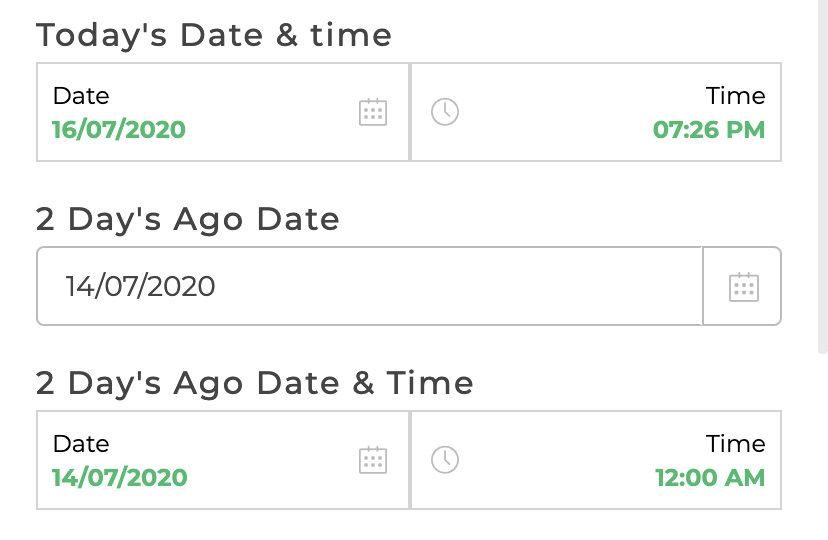 Today's Date & time
Date Time
16/07/2020 07:26 PM
2 Day's Ago Date
14/07/2020
2 Day's Ago Date & Time
Date Time
14/07/2020 12:00 AM